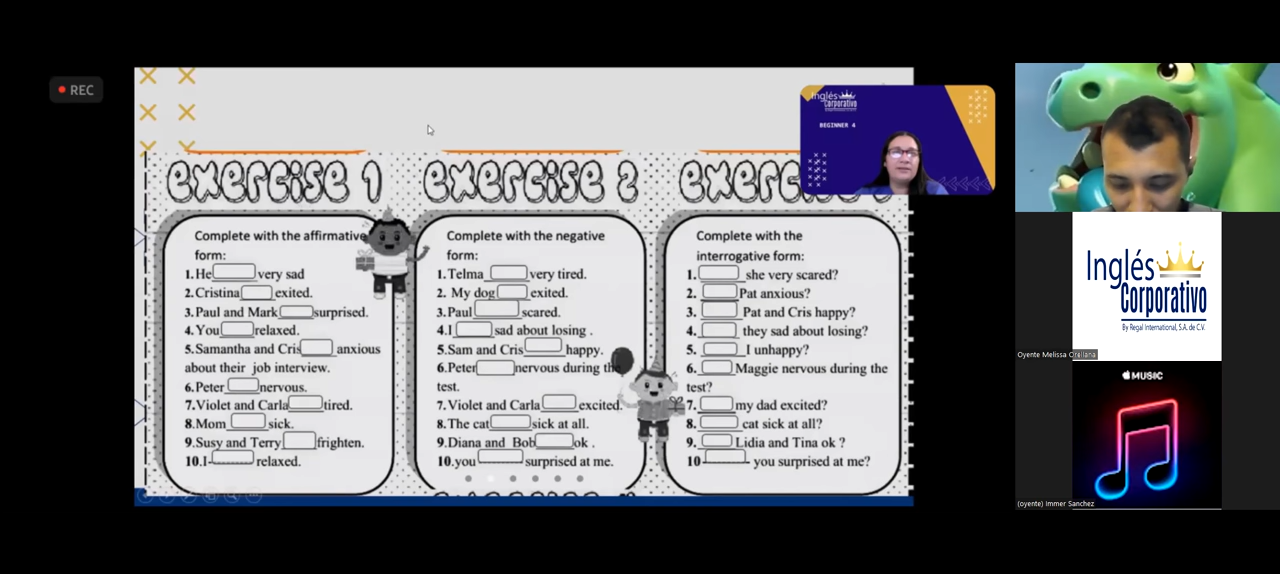 REC
exercise 1
Complete with the affirmative
form:
1.He very sad
2.Cristina exited.
3.Paul and Mark surprised.
4.You relaxed.
5.Samantha and Cris anxious
about their job interview.
6.Peter nervous.
7.Violet and Carla tired.
8.Mom sick.
9.Susy and Terry frighten.
10.I relaxed.
exercise 2
Complete with the negative
form:
1.Telma very tired.
2. My dog exited.
3.Paul scared.
4.I sad about losing .
5.Sam and Cris happy.
6.Peter nervous during the
test.
7.Violet and Carla excited.
8.The cat sick at all.
9.Diana and Bob ok .
10.you surprised at me.
Complete with the
interrogative form:
1. she very scared?
2. Pat anxious?
3. Pat and Cris happy?
4. they sad about losing?
5. I unhappy?
6. Maggie nervous during the
test?
7. my dad excited?
8. cat sick at all?
9. Lidia and Tina ok ?
10 you surprised at me?
Inglés
Corporativo
BEGINNER 4
Inglés
Corporativo
By Regal International, S.A. de C.V.
Oyente Melissa Orellana
MUSIC
(oyente) Immer Sanchez